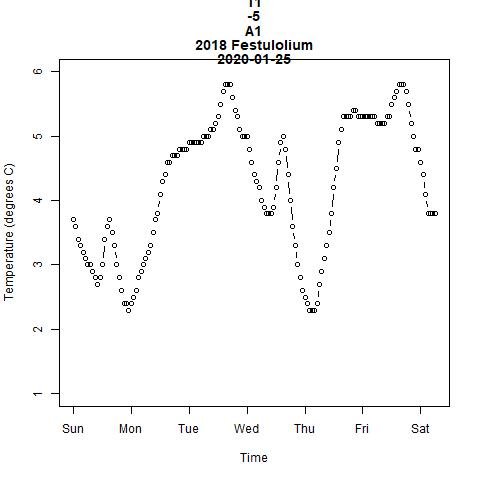 11
-5
A1
2018 Festulolium
2020-01-25
6
5
4
3
2
1
Temperature (degrees C)
Sun Mon Tue Wed Thu Fri Sat
Time